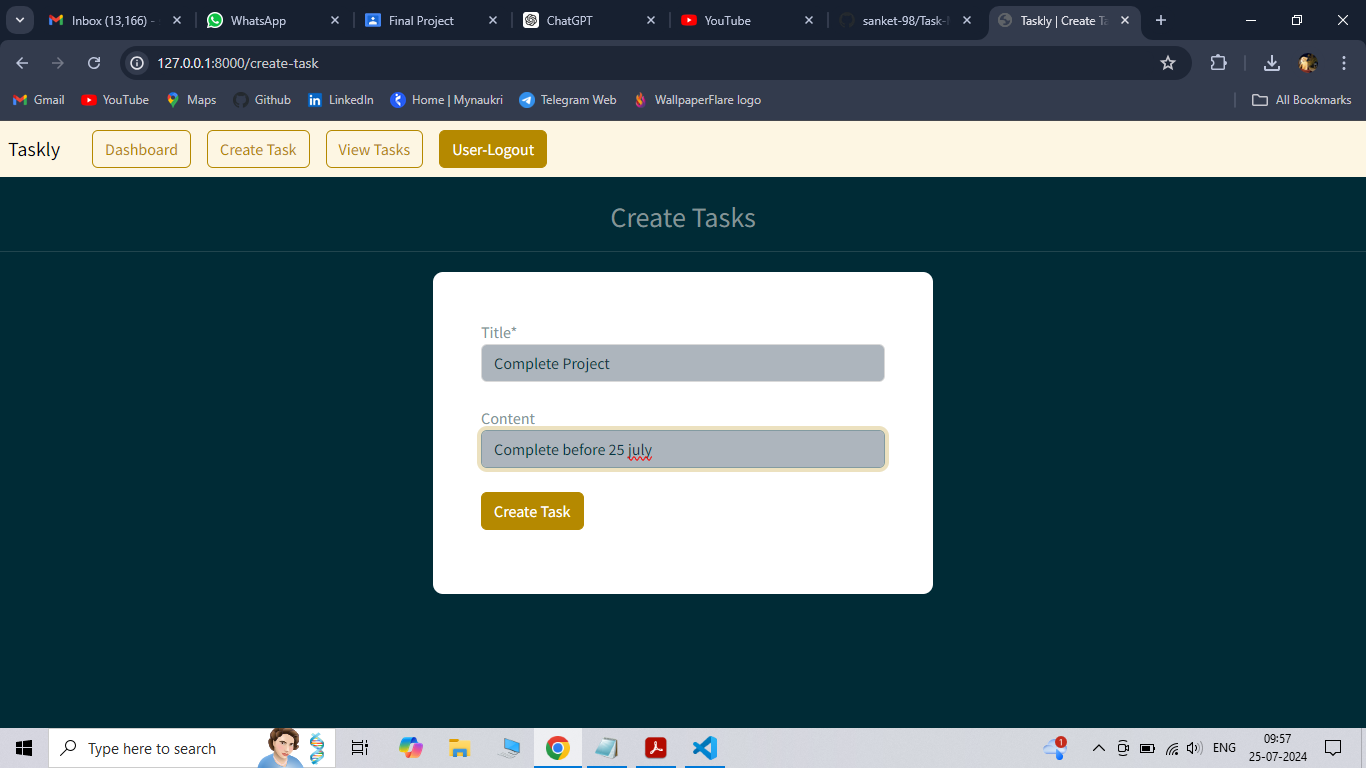 Inbox (13,166) -
WhatsApp
Final Project
ChatGPT
YouTube
sanket-98/Task-
Taskly | Create Ta
127.0.0.1:8000/create-task
Gmail
YouTube
Maps
Github
LinkedIn
Home | Mynaukri
Telegram Web
WallpaperFlare logo
All Bookmarks
Taskly
Dashboard
Create Task
View Tasks
User-Logout
Create Tasks
Title*
Complete Project
Content
Complete before 25 july
Create Task
Type here to search
1
ENG
09:57
25-07-2024